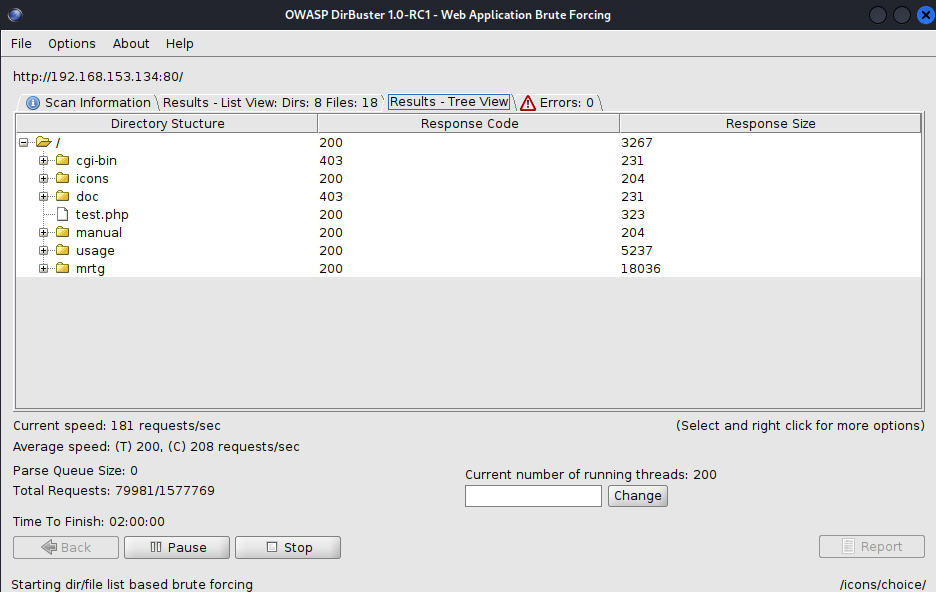 OWASP DirBuster 1.0-RC1 - Web Application Brute Forcing
File Options About Help
http://192.168.153.134:80/
Scan Information Results - List View: Dirs: 8 Files: 18 Results - Tree View Errors: 0
Directory Stucture Response Code Response Size
/ 200 3267
cgi-bin 403 231
icons 200 204
doc 403 231
test.php 200 323
manual 200 204
usage 200 5237
mrtg 200 18036
Current speed: 181 requests/sec (Select and right click for more options)
Average speed: (T) 200, (C) 208 requests/sec
Parse Queue Size: 0 Current number of running threads: 200
Total Requests: 79981/1577769 Change
Time To Finish: 02:00:00
Back Pause Stop Report
Starting dir/file list based brute forcing /icons/choice/